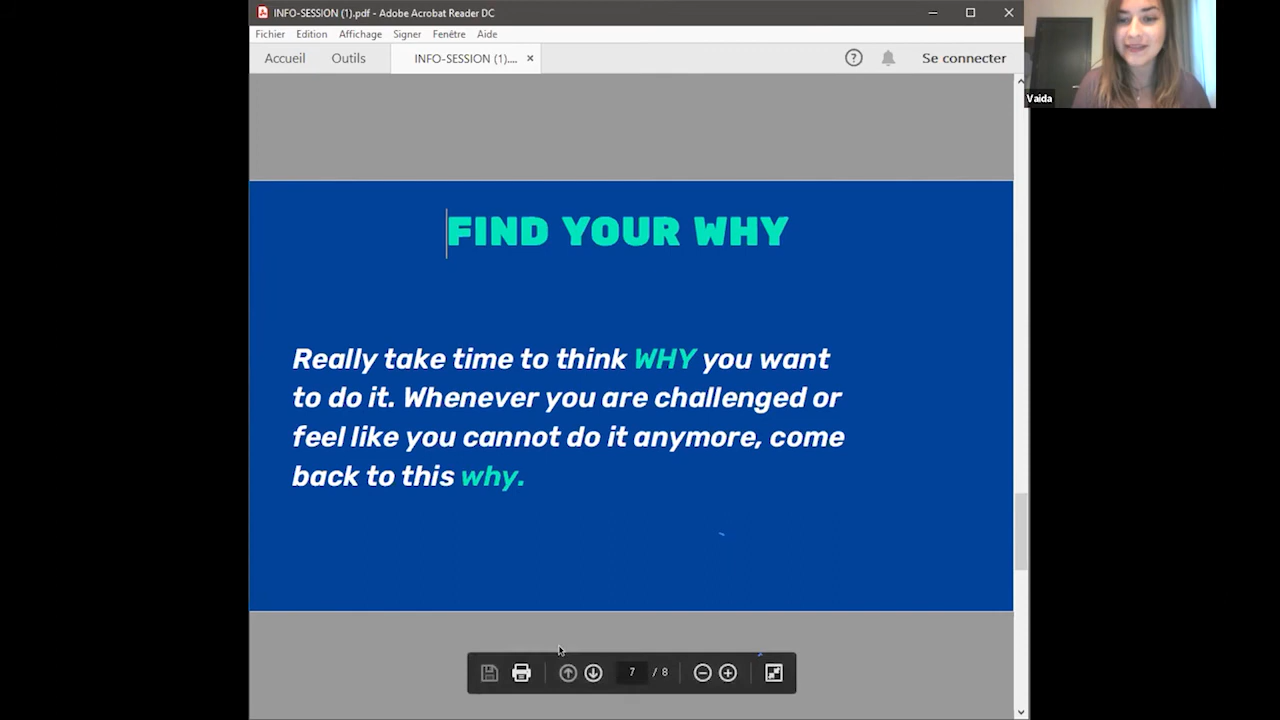 INFO-SESSION (1).pdf - Adobe Acrobat Reader DC
Fichier Edition Affichage Signer Fenêtre Aide
Accueil Outils INFO-SESSION (1).... × ? Se connecter
Vaida
FIND YOUR WHY
Really take time to think WHY you want
to do it. Whenever you are challenged or
feel like you cannot do it anymore, come
back to this why.
7 / 8